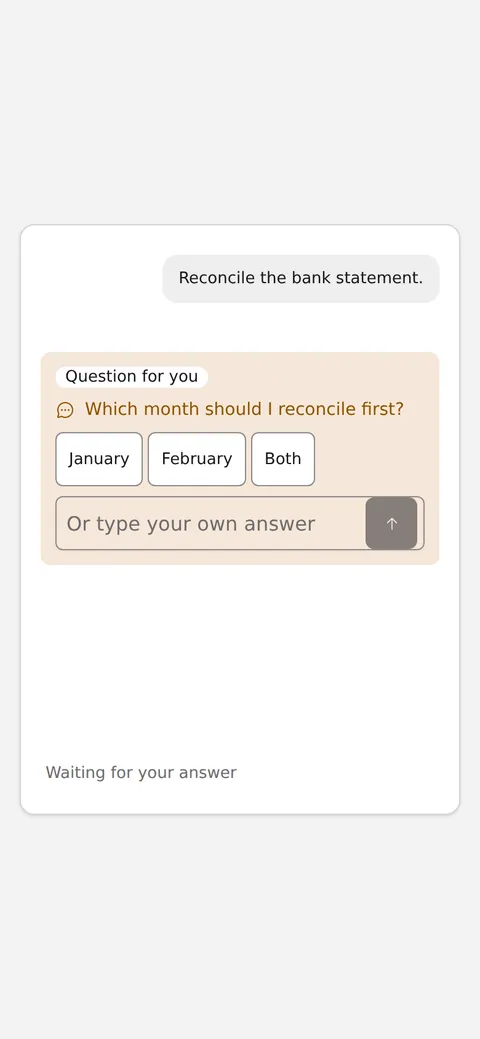 Reconcile the bank statement.
Question for you
Which month should I reconcile first?
January February Both
Or type your own answer
Waiting for your answer